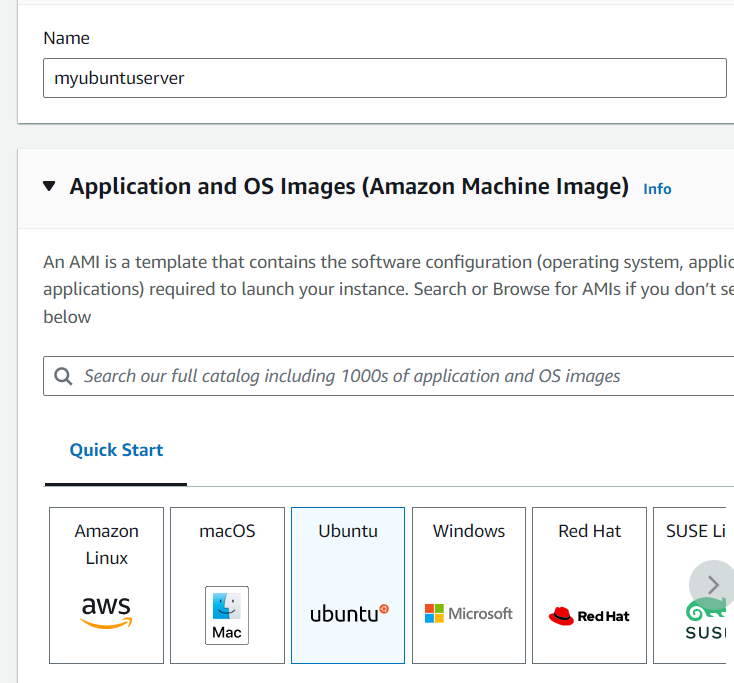 Name
myubuntuserver
Application and OS Images (Amazon Machine Image) Info
An AMI is a template that contains the software configuration (operating system, applic
applications) required to launch your instance. Search or Browse for AMIs if you don't se
below
Search our full catalog including 1000s of application and OS images
Quick Start
Amazon
Linux
aws
macOS
Mac
Ubuntu
ubuntu
Windows
Microsoft
Red Hat
Red Hat
SUSE Li
SUS